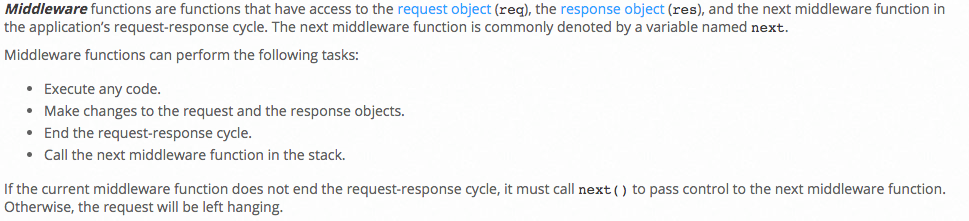 Middleware functions are functions that have access to the request object (req), the response object (res), and the next middleware function in
the application’s request-response cycle. The next middleware function is commonly denoted by a variable named next.
Middleware functions can perform the following tasks:
• Execute any code.
• Make changes to the request and the response objects.
• End the request-response cycle.
• Call the next middleware function in the stack.
If the current middleware function does not end the request-response cycle, it must call next() to pass control to the next middleware function.
Otherwise, the request will be left hanging.